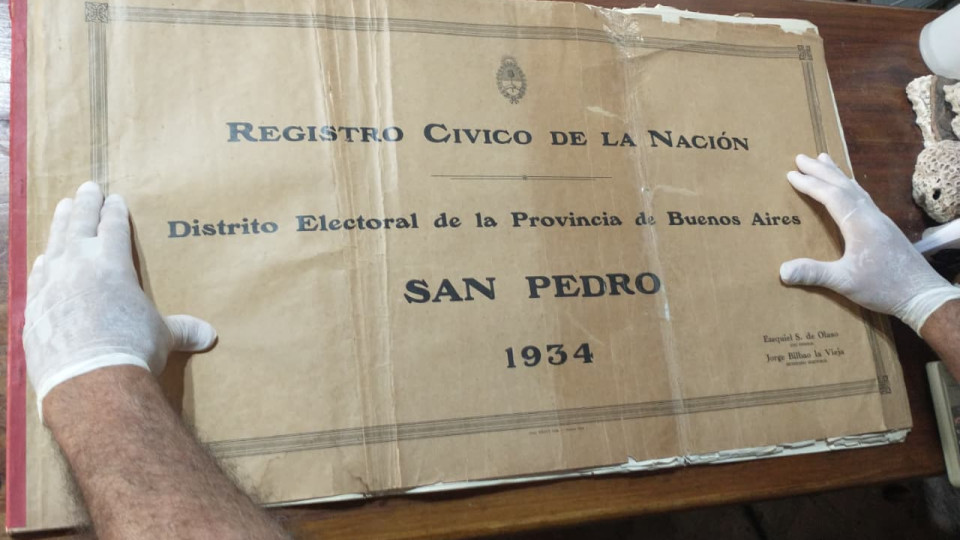 REGISTRO CIVICO DE LA NACIÓN
Distrito Electoral de la Provincia de Buenos Aires
SAN PEDRO
1934
Ezequiel S. de Olaso
Jorge Bilbao la Vieja